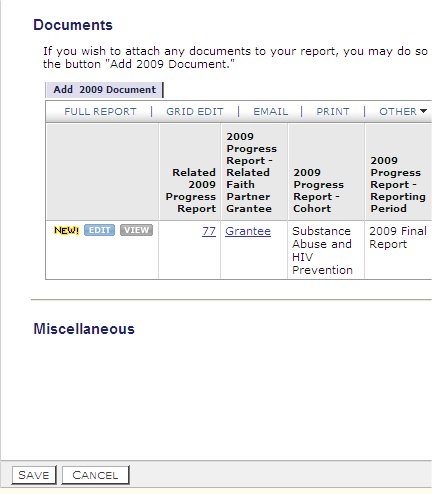 Documents
If you wish to attach any documents to your report, you may do so
the button "Add 2009 Document."
Add 2009 Document
FULL REPORT | GRID EDIT | EMAIL | PRINT | OTHER
Related 2009 Progress Report
2009 Progress Report - Related Faith Partner Grantee
2009 Progress Report - Cohort
2009 Progress Report - Reporting Period
NEW! EDIT VIEW 77 Grantee Substance Abuse and HIV Prevention 2009 Final Report
Miscellaneous
SAVE CANCEL